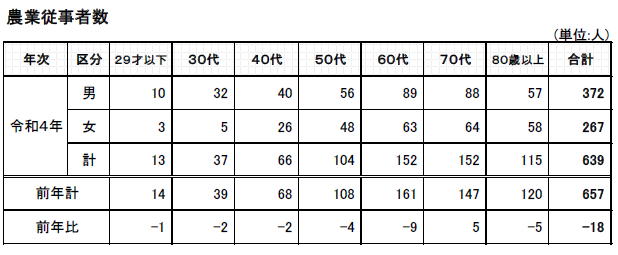 農業従事者数
(単位:人)
年次 区分 29才以下 30代 40代 50代 60代 70代 80歳以上 合計
令和4年 男 10 32 40 56 89 88 57 372
女 3 5 26 48 63 64 58 267
計 13 37 66 104 152 152 115 639
前年計 14 39 68 108 161 147 120 657
前年比 -1 -2 -2 -4 -9 5 -5 -18